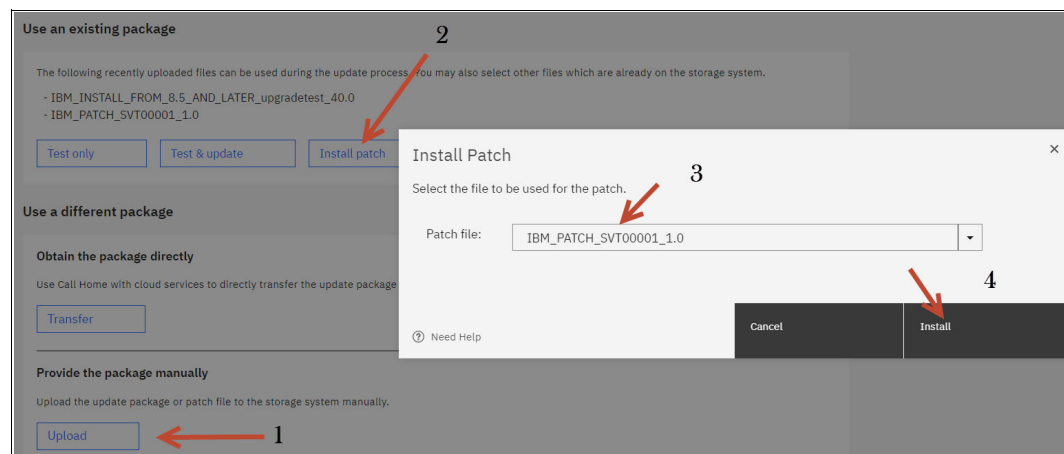 Use an existing package
2
The following recently uploaded files can be used during the update process. You may also select other files which are already on the storage system.
- IBM_INSTALL_FROM_8.5_AND_LATER_upgradetest_40.0
- IBM_PATCH_SVT00001_1.0
Test only
Test & update
Install patch
Install Patch
×
Select the file to be used for the patch.
3
Patch file:
IBM_PATCH_SVT00001_1.0
4
? Need Help
Cancel
Install
Use a different package
Obtain the package directly
Use Call Home with cloud services to directly transfer the update package
Transfer
Provide the package manually
Upload the update package or patch file to the storage system manually.
Upload
1